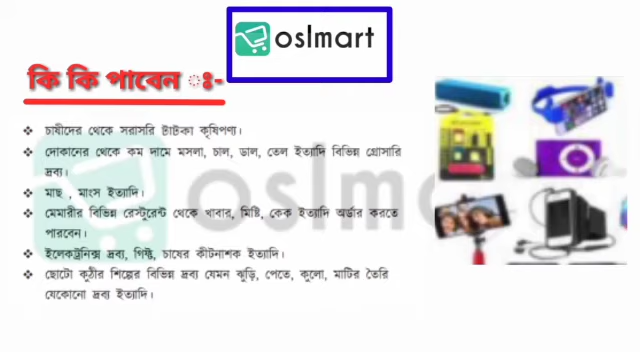 oslmart
কি কি পাবেন ঃ-
❖ চাষীদের থেকে সরাসরি টাটকা কৃষিপণ্য।
❖ দোকানের থেকে কম দামে মসলা, চাল, ডাল, তেল ইত্যাদি বিভিন্ন গ্রোসারি
দ্রব্য।
❖ মাছ , মাংস ইত্যাদি।
❖ মেমারীর বিভিন্ন রেস্টুরেন্ট থেকে খাবার, মিষ্টি, কেক ইত্যাদি অর্ডার করতে
পারবেন।
❖ ইলেকট্রনিক্স দ্রব্য, গিফ্ট, চাষের কীটনাশক ইত্যাদি।
❖ ছোটো কুঠীর শিল্পের বিভিন্ন দ্রব্য যেমন ঝুড়ি, পেতে, কুলো, মাটির তৈরি
যেকোনো দ্রব্য ইত্যাদি।